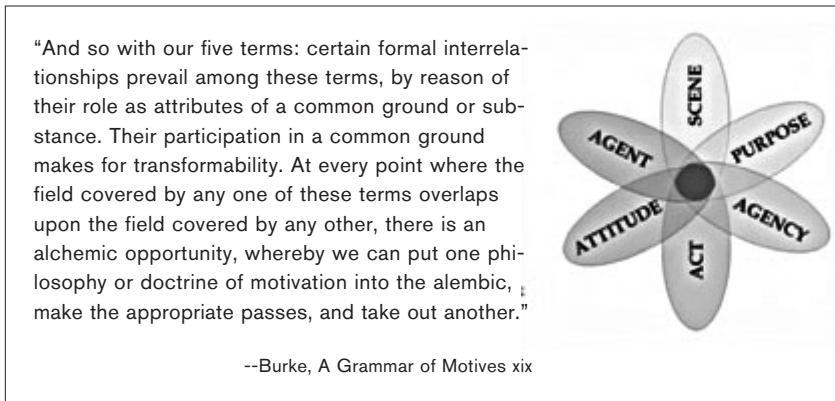 “And so with our five terms: certain formal interrela-
tionships prevail among these terms, by reason of
their role as attributes of a common ground or sub-
stance. Their participation in a common ground
makes for transformability. At every point where the
field covered by any one of these terms overlaps
upon the field covered by any other, there is an
alchemic opportunity, whereby we can put one phi-
losophy or doctrine of motivation into the alembic,
make the appropriate passes, and take out another.”
--Burke, A Grammar of Motives xix
SCENE
PURPOSE
AGENCY
ACT
ATTITUDE
AGENT